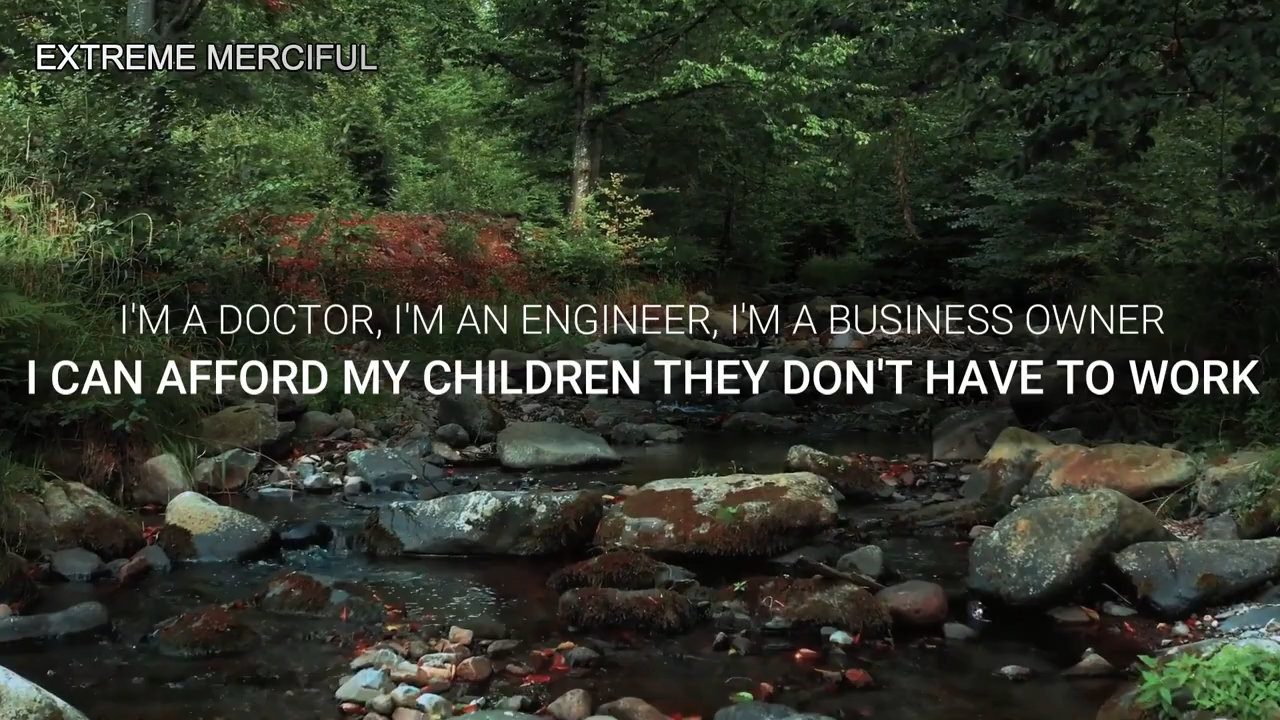 EXTREME MERCIFUL
I'M A DOCTOR, I'M AN ENGINEER, I'M A BUSINESS OWNER
I CAN AFFORD MY CHILDREN THEY DON'T HAVE TO WORK